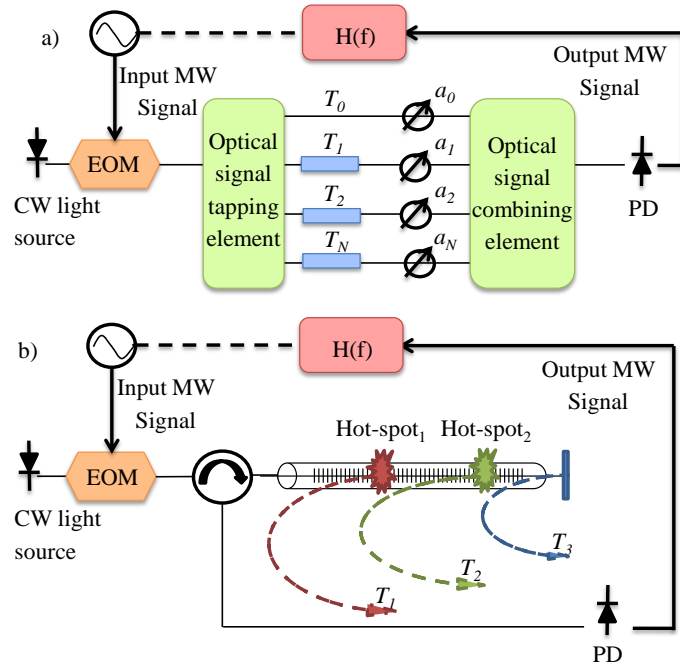 a)
H(f)
Input MW
Signal
Output MW
Signal
T0
a0
T1
a1
T2
a2
TN
aN
EOM
Optical
signal
tapping
element
Optical
signal
combining
element
CW light
source
PD
b)
H(f)
Input MW
Signal
Output MW
Signal
Hot-spot1
Hot-spot2
EOM
CW light
source
T3
T2
T1
PD